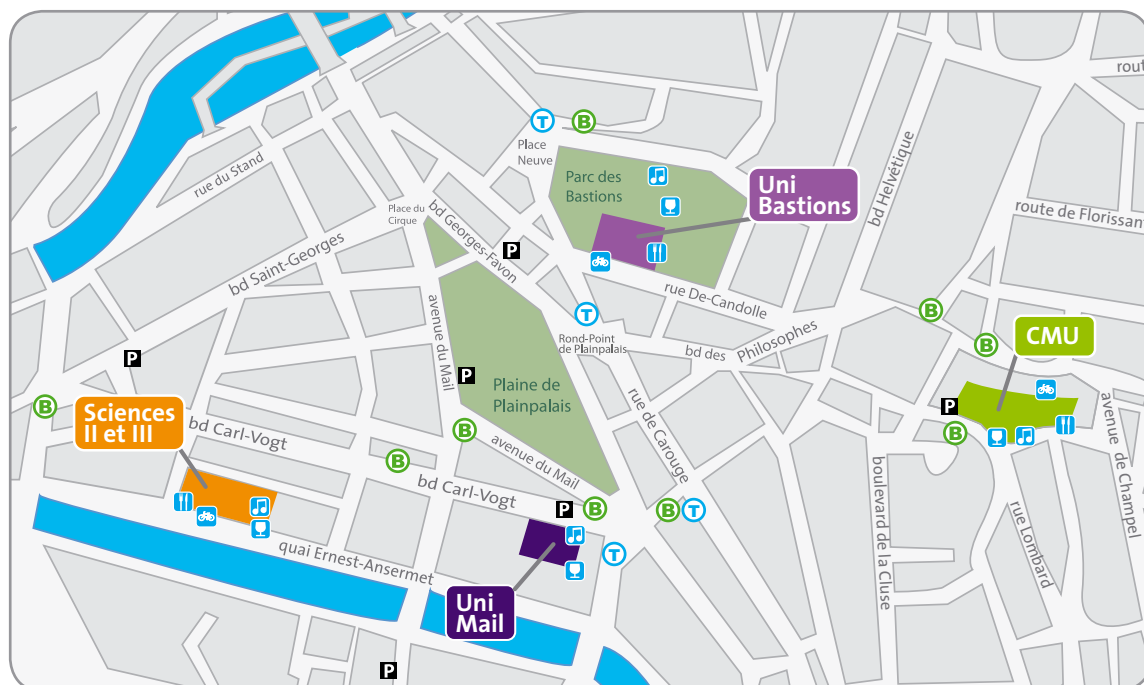 route
T
B
Place
Neuve
Parc des
Bastions
Uni
Bastions
bd Helvétique
rue du Stand
Place du
Cirque
bd Georges-Favon
P
route de Florissan
bd Saint-Georges
rue De-Candolle
avenue du Mail
T
Rond-Point
de Plainpalais
bd des
Philosophes
B
B
CMU
P
P
Plaine de
Plainpalais
B
Sciences
II et III
bd Carl-Vogt
B
avenue du Mail
rue de Carouge
P
B
avenue de Champel
boulevard de la Cluse
rue Lombard
B
bd Carl-Vogt
P
B
B
T
T
quai Ernest-Ansermet
Uni
Mail
P